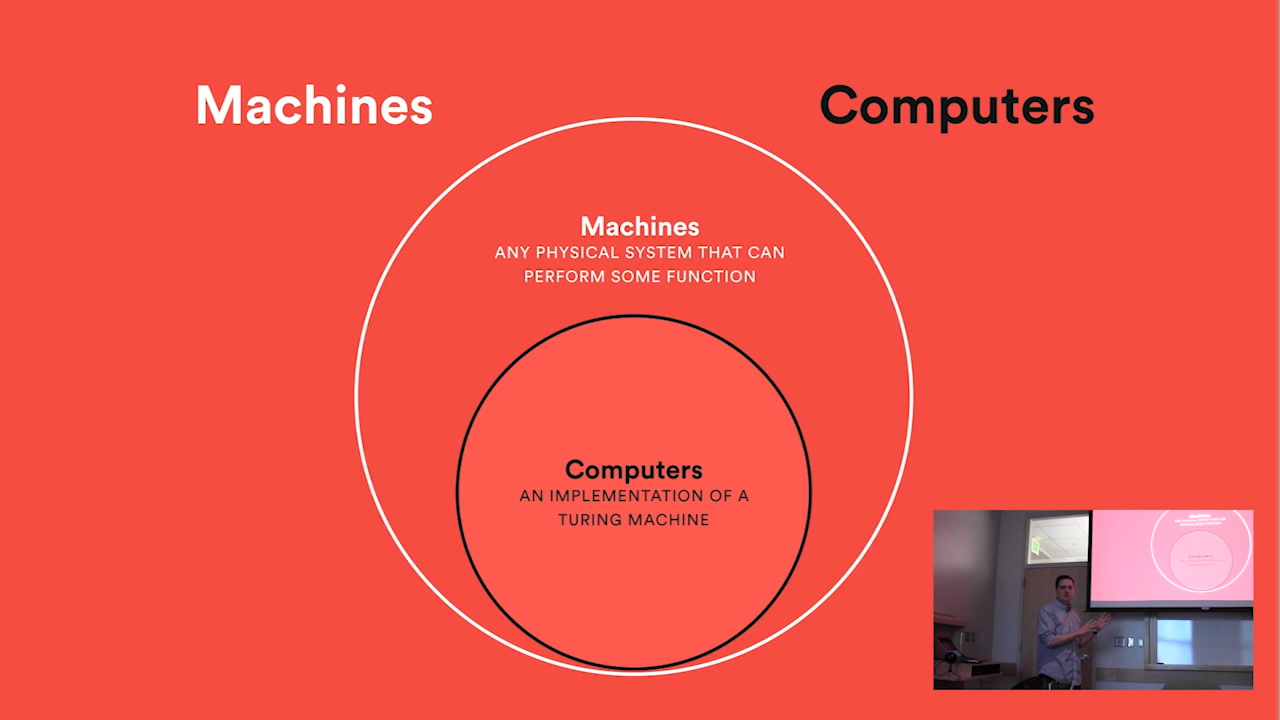 Machines
Computers
Machines
ANY PHYSICAL SYSTEM THAT CAN
PERFORM SOME FUNCTION
Computers
AN IMPLEMENTATION OF A
TURING MACHINE